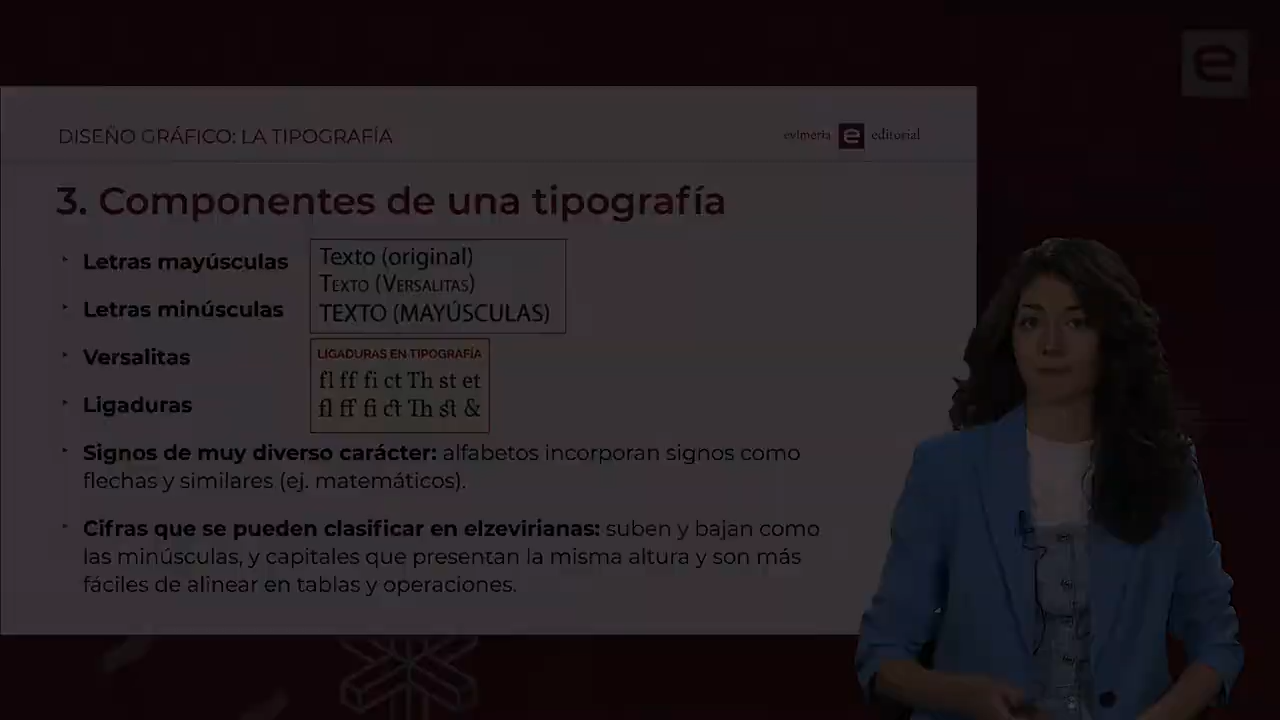 DISEÑO GRÁFICO: LA TIPOGRAFÍA
evimeria e editorial
3. Componentes de una tipografía
Letras mayúsculas
Letras minúsculas
Versalitas
Ligaduras
Texto (original)
Texto (Versalitas)
TEXTO (MAYÚSCULAS)
LIGADURAS EN TIPOGRAFÍA
fl ff fi ct Th st et
fl ff fi ct Th st &
Signos de muy diverso carácter: alfabetos incorporan signos como
flechas y similares (ej. matemáticos).
Cifras que se pueden clasificar en elzevirianas: suben y bajan como
las minúsculas, y capitales que presentan la misma altura y son más
fáciles de alinear en tablas y operaciones.
e